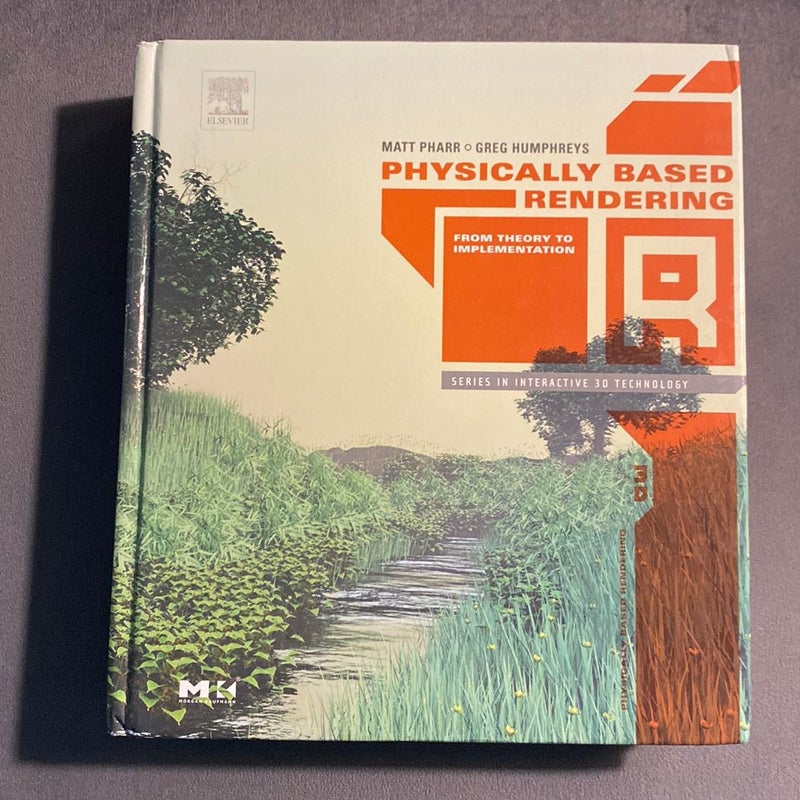 ELSEVIER
MATT PHARR o GREG HUMPHREYS
PHYSICALLY BASED
RENDERING
FROM THEORY TO
IMPLEMENTATION
R
SERIES IN INTERACTIVE 3D TECHNOLOGY
3D
PHYSICALLY BASED RENDERING
MK
MORGAN KAUFMANN